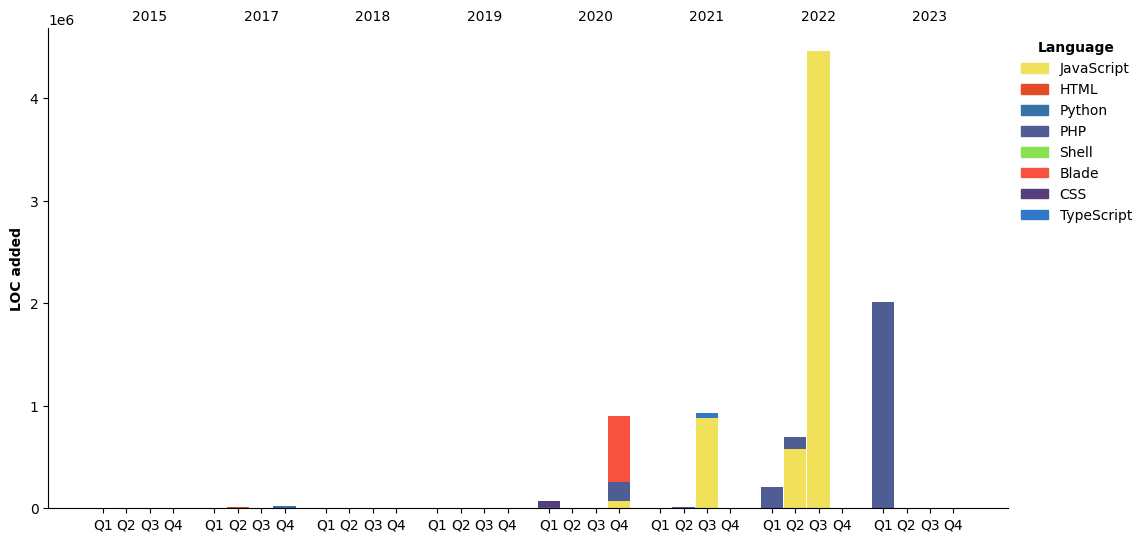 1e6
2015 2017 2018 2019 2020 2021 2022 2023
Language
JavaScript
HTML
Python
PHP
Shell
Blade
CSS
TypeScript
LOC added
4
3
2
1
0
Q1 Q2 Q3 Q4 Q1 Q2 Q3 Q4 Q1 Q2 Q3 Q4 Q1 Q2 Q3 Q4 Q1 Q2 Q3 Q4 Q1 Q2 Q3 Q4 Q1 Q2 Q3 Q4 Q1 Q2 Q3 Q4